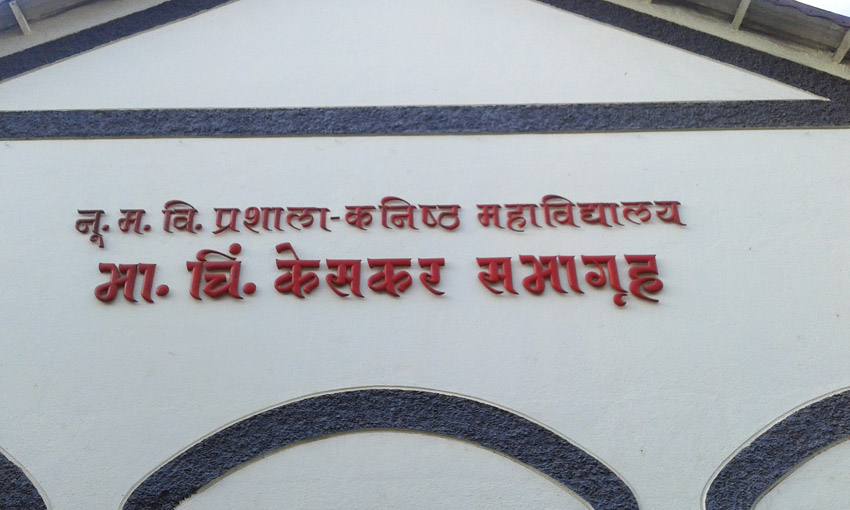 नू. म. वि. प्रशाला-कनिष्ठ महाविद्यालय
भा. त्रिं. केसकर सभागृह